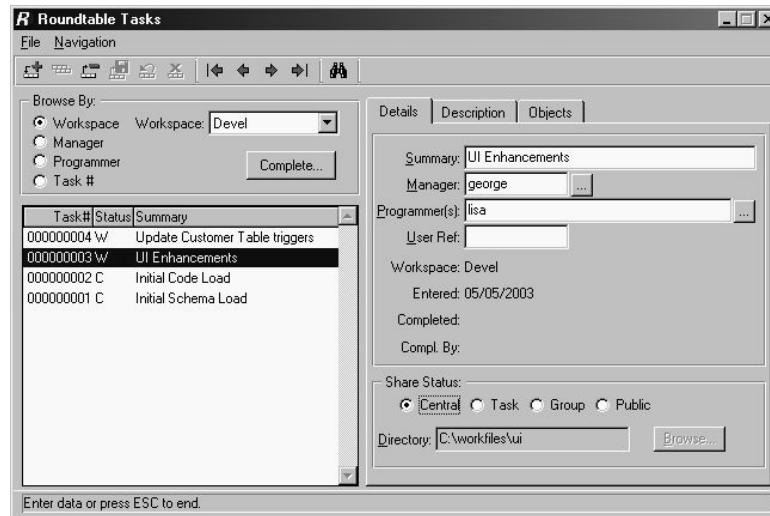 R Roundtable Tasks
File Navigation
Browse By:
Workspace Workspace: Devel
Manager
Programmer
Task #
Complete...
Task# Status Summary
000000004 W Update Customer Table triggers
000000003 W UI Enhancements
000000002 C Initial Code Load
000000001 C Initial Schema Load
Details Description Objects
Summary: UI Enhancements
Manager: george ...
Programmer(s): lisa ...
User Ref:
Workspace: Devel
Entered: 05/05/2003
Completed:
Compl. By:
Share Status:
Central Task Group Public
Directory: C:\workfiles\ui Browse...
Enter data or press ESC to end.